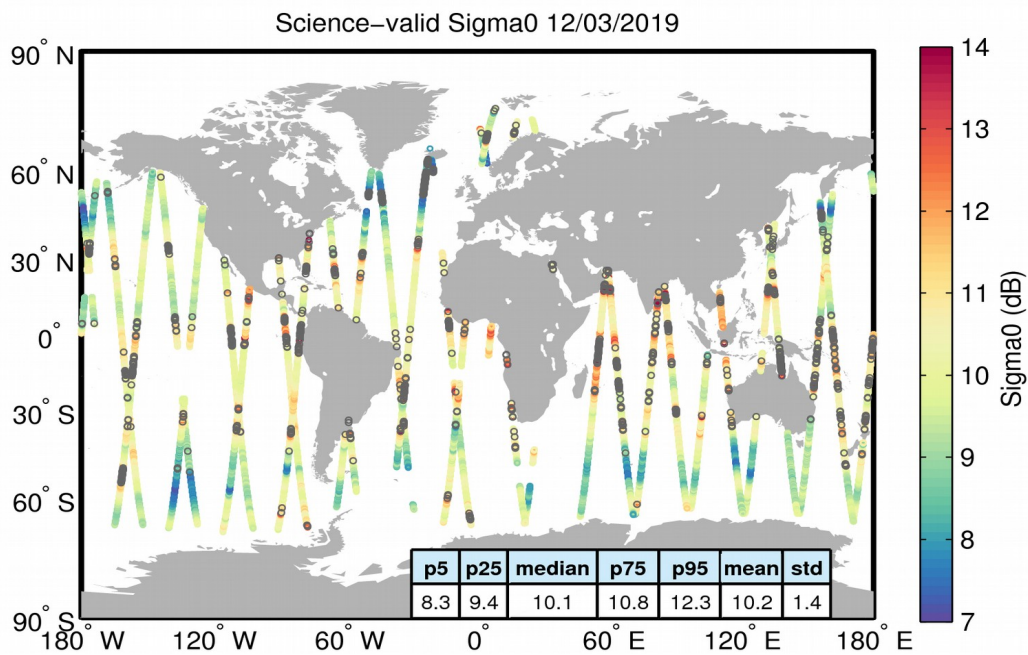 Science−valid Sigma0 12/03/2019
90° N
60° N
30° N
0°
30° S
60° S
90° S
180° W
120° W
60° W
0°
60° E
120° E
180° E
p5 p25 median p75 p95 mean std
8.3 9.4 10.1 10.8 12.3 10.2 1.4
14
13
12
11
10
9
8
7
Sigma0 (dB)